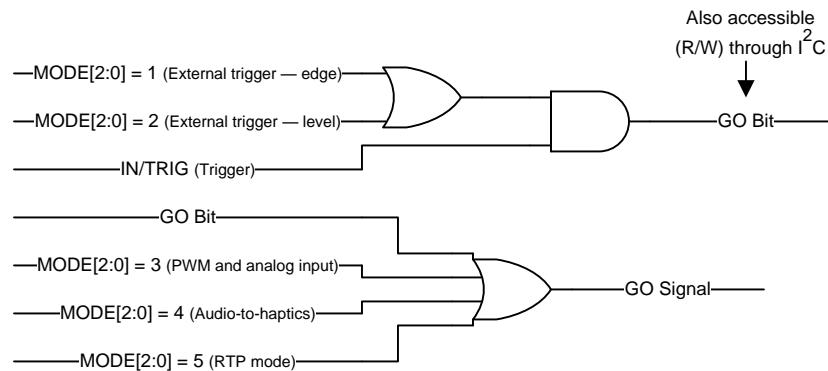 Also accessible
(R/W) through I2C
MODE[2:0] = 1 (External trigger — edge)
MODE[2:0] = 2 (External trigger — level)
GO Bit
IN/TRIG (Trigger)
GO Bit
MODE[2:0] = 3 (PWM and analog input)
GO Signal
MODE[2:0] = 4 (Audio-to-haptics)
MODE[2:0] = 5 (RTP mode)